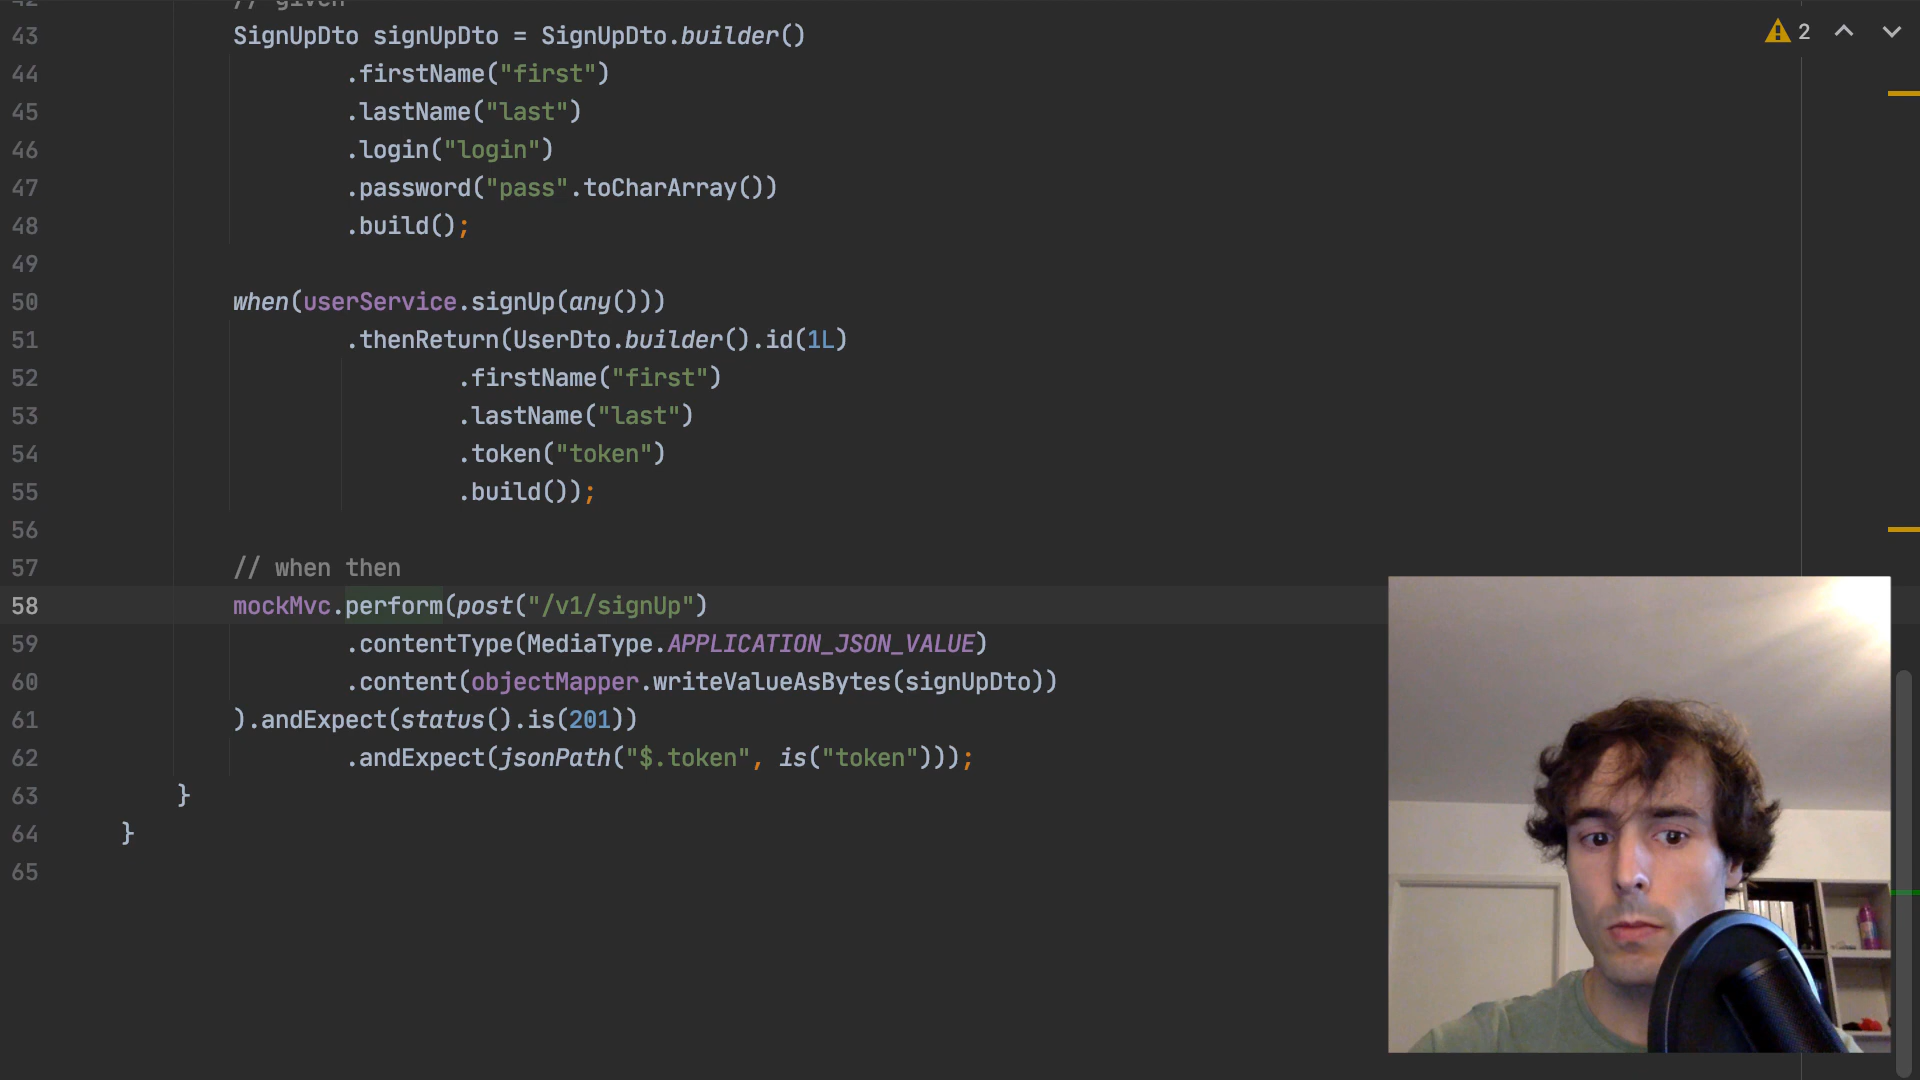 42 // given
43 SignUpDto signUpDto = SignUpDto.builder()
2
44 .firstName("first")
45 .lastName("last")
46 .login("login")
47 .password("pass".toCharArray())
48 .build();
49
50 when(userService.signUp(any()))
51 .thenReturn(UserDto.builder().id(1L)
52 .firstName("first")
53 .lastName("last")
54 .token("token")
55 .build());
56
57 // when then
58 mockMvc.perform(post("/v1/signUp")
59 .contentType(MediaType.APPLICATION_JSON_VALUE)
60 .content(objectMapper.writeValueAsBytes(signUpDto))
61 ).andExpect(status().is(201))
62 .andExpect(jsonPath("$.token", is("token")));
63 }
64 }
65